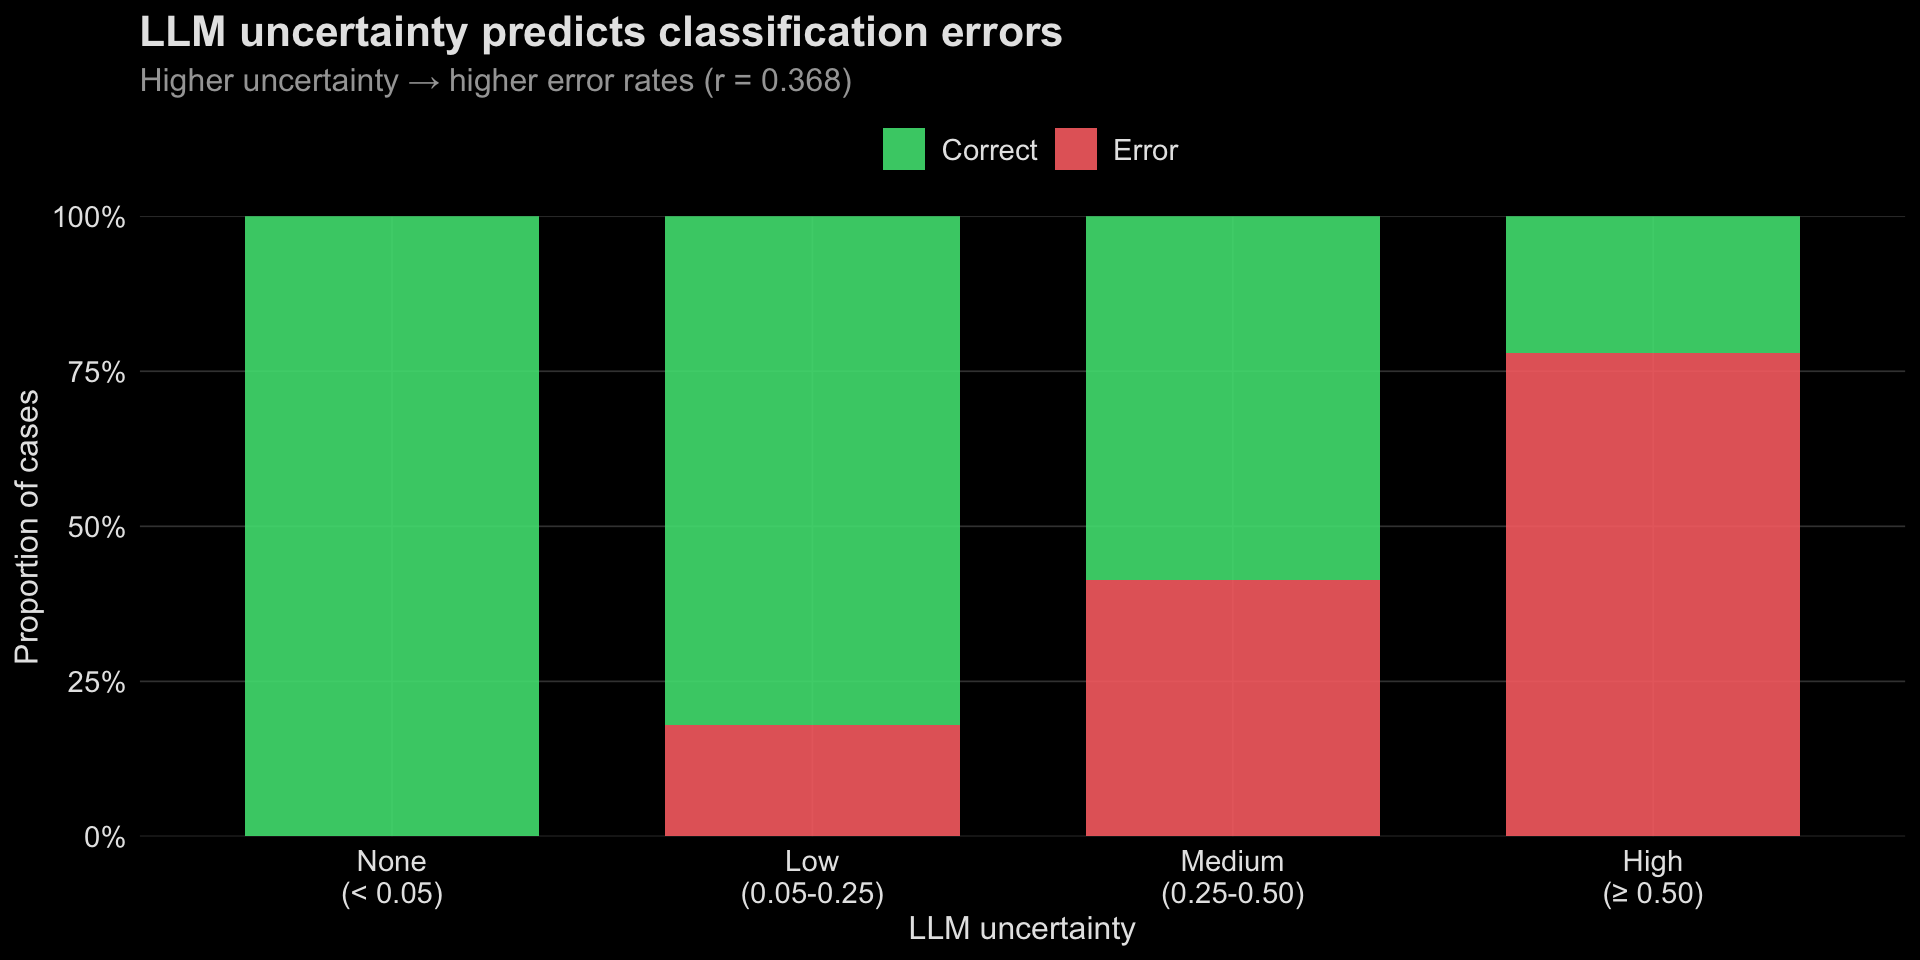 LLM uncertainty predicts classification errors
Higher uncertainty → higher error rates (r = 0.368)
Correct Error
100%
75%
50%
25%
0%
Proportion of cases
None Low Medium High
(< 0.05) (0.05-0.25) (0.25-0.50) (≥ 0.50)
LLM uncertainty